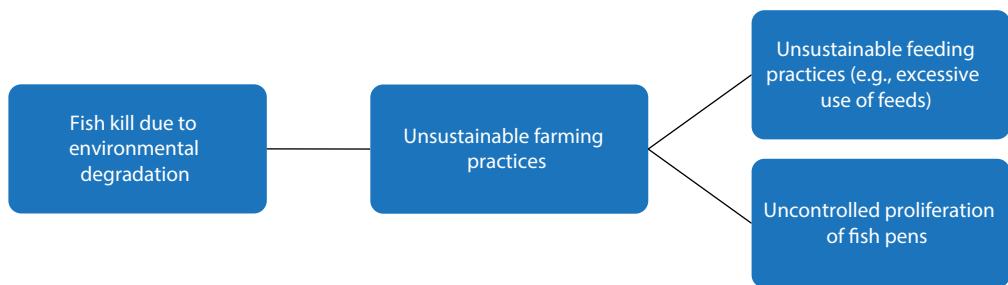 Fish kill due to
environmental
degradation
Unsustainable farming
practices
Unsustainable feeding
practices (e.g., excessive
use of feeds)
Uncontrolled proliferation
of fish pens